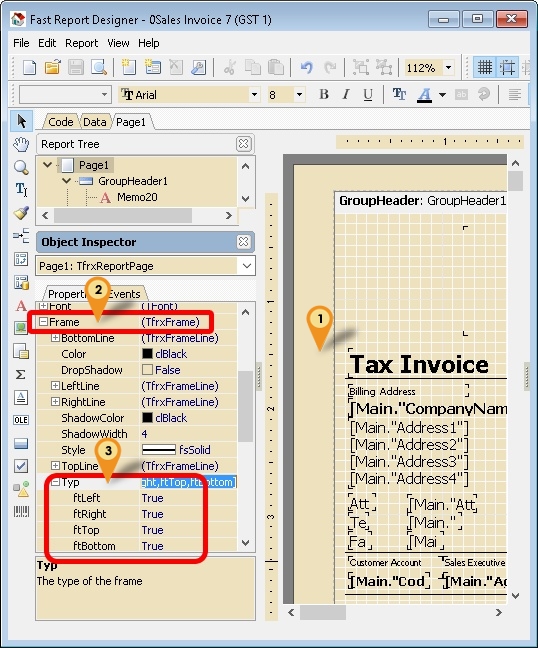 Fast Report Designer - 0Sales Invoice 7 (GST 1)
File Edit Report View Help
112%
Arial 8 B I U
Code Data Page1
Report Tree
Page1
GroupHeader1
Memo20
Object Inspector
Page1: TfrxReportPage
Properties Events
2
Font (TFont)
Frame (TfrxFrame)
BottomLine (TfrxFrameLine)
Color clBlack
DropShadow False
LeftLine (TfrxFrameLine)
RightLine (TfrxFrameLine)
ShadowColor clBlack
ShadowWidth 4
Style fsSolid
3
TopLine (TfrxFrameLine)
Typ ght,ftTop,ftBottom]
ftLeft True
ftRight True
ftTop True
ftBottom True
Typ
The type of the frame
OLE
1
1
2
3
GroupHeader: GroupHeader1
1
Tax Invoice
Billing Address
[Main."CompanyNam
[Main."Address1"]
[Main."Address2"]
[Main."Address3"]
[Main."Address4"]
Att [Main."Att
Te, [Main."
Fa [Mai
Customer Account Sales Executive
[Main."Cod [Main."Ag